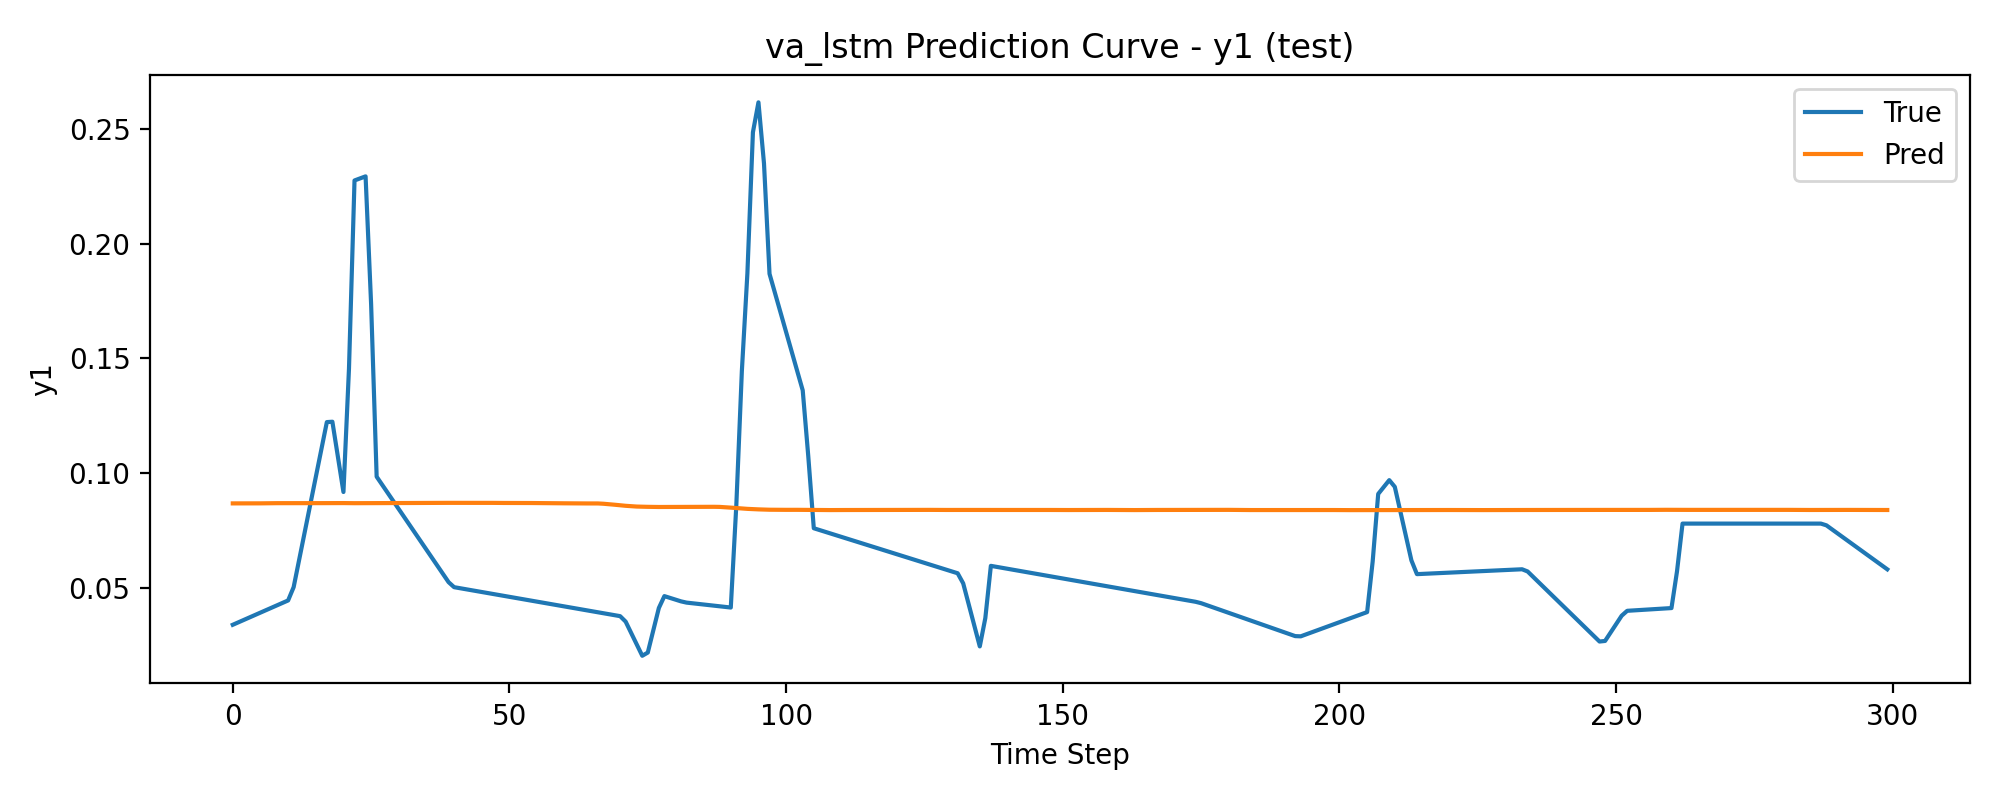 va_lstm Prediction Curve - y1 (test)
True
Pred
0.25
0.20
0.15
0.10
0.05
y1
0 50 100 150 200 250 300
Time Step